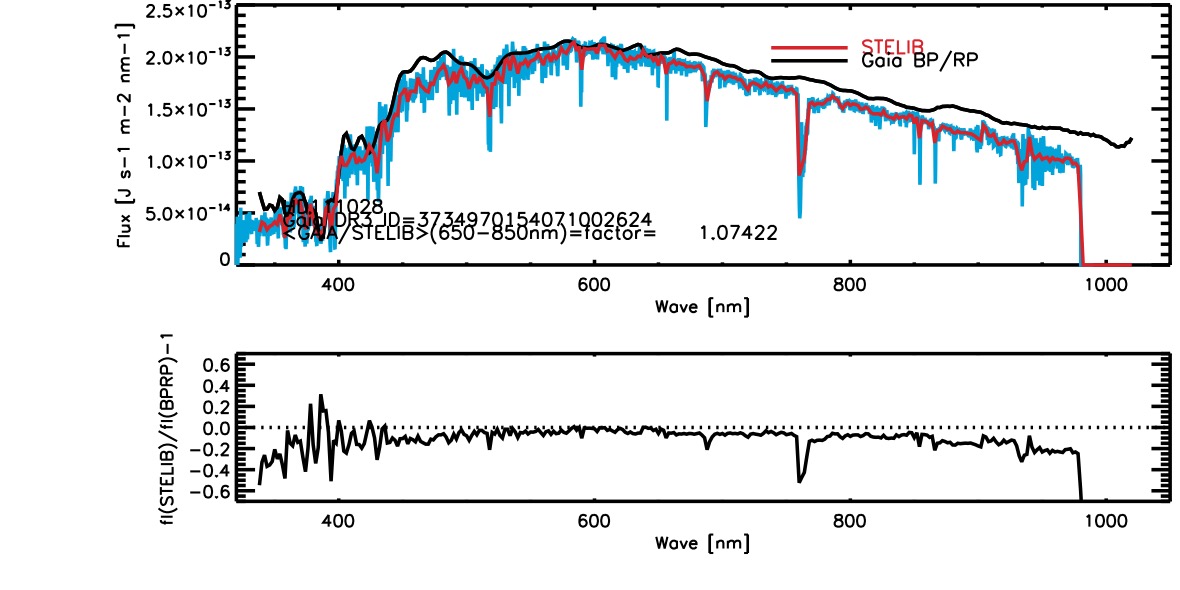 2.5×10−13
2.0×10−13
1.5×10−13
1.0×10−13
5.0×10−14
0
Flux [J s−1 m−2 nm−1]
STELIB
Gaia BP/RP
Gaia DR3 ID=3734970154071002624
<GAIA/STELIB>(650−850nm)=factor= 1.07422
400 600 800 1000
Wave [nm]
fl(STELIB)/fl(BPRP)−1
0.6
0.4
0.2
0.0
−0.2
−0.4
−0.6
400 600 800 1000
Wave [nm]